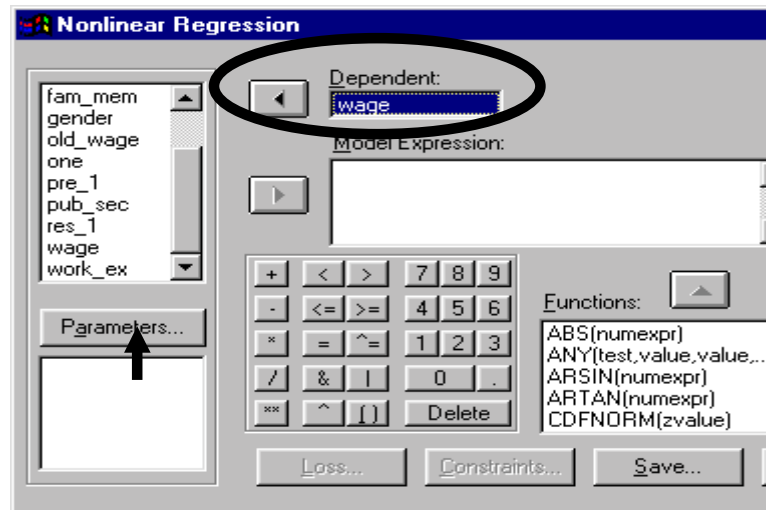 Nonlinear Regression
Dependent:
wage
Model Expression:
fam_mem
gender
old_wage
one
pre_1
pub_sec
res_1
wage
work_ex
Parameters...
+ < > 7 8 9
- <= >= 4 5 6
* = ^= 1 2 3
/ & | 0 .
** ^ () Delete
Functions:
ABS(numexpr)
ANY(test,value,value,...
ARSIN(numexpr)
ARTAN(numexpr)
CDFNORM(zvalue)
Loss... Constraints... Save...